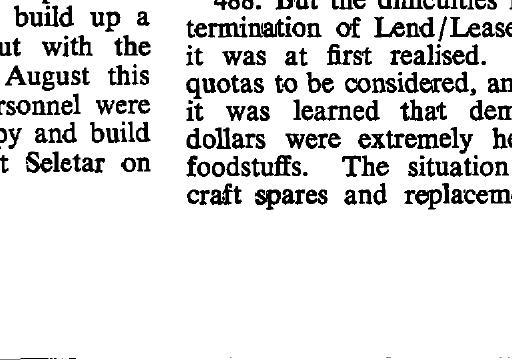 build up a
ut with the
August this
rsonnel were
py and build
t Seletar on
488. But the difficulties
termination of Lend/Lease
it was at first realised.
quotas to be considered, an
it was learned that dem
dollars were extremely he
foodstuffs. The situation
craft spares and replacem